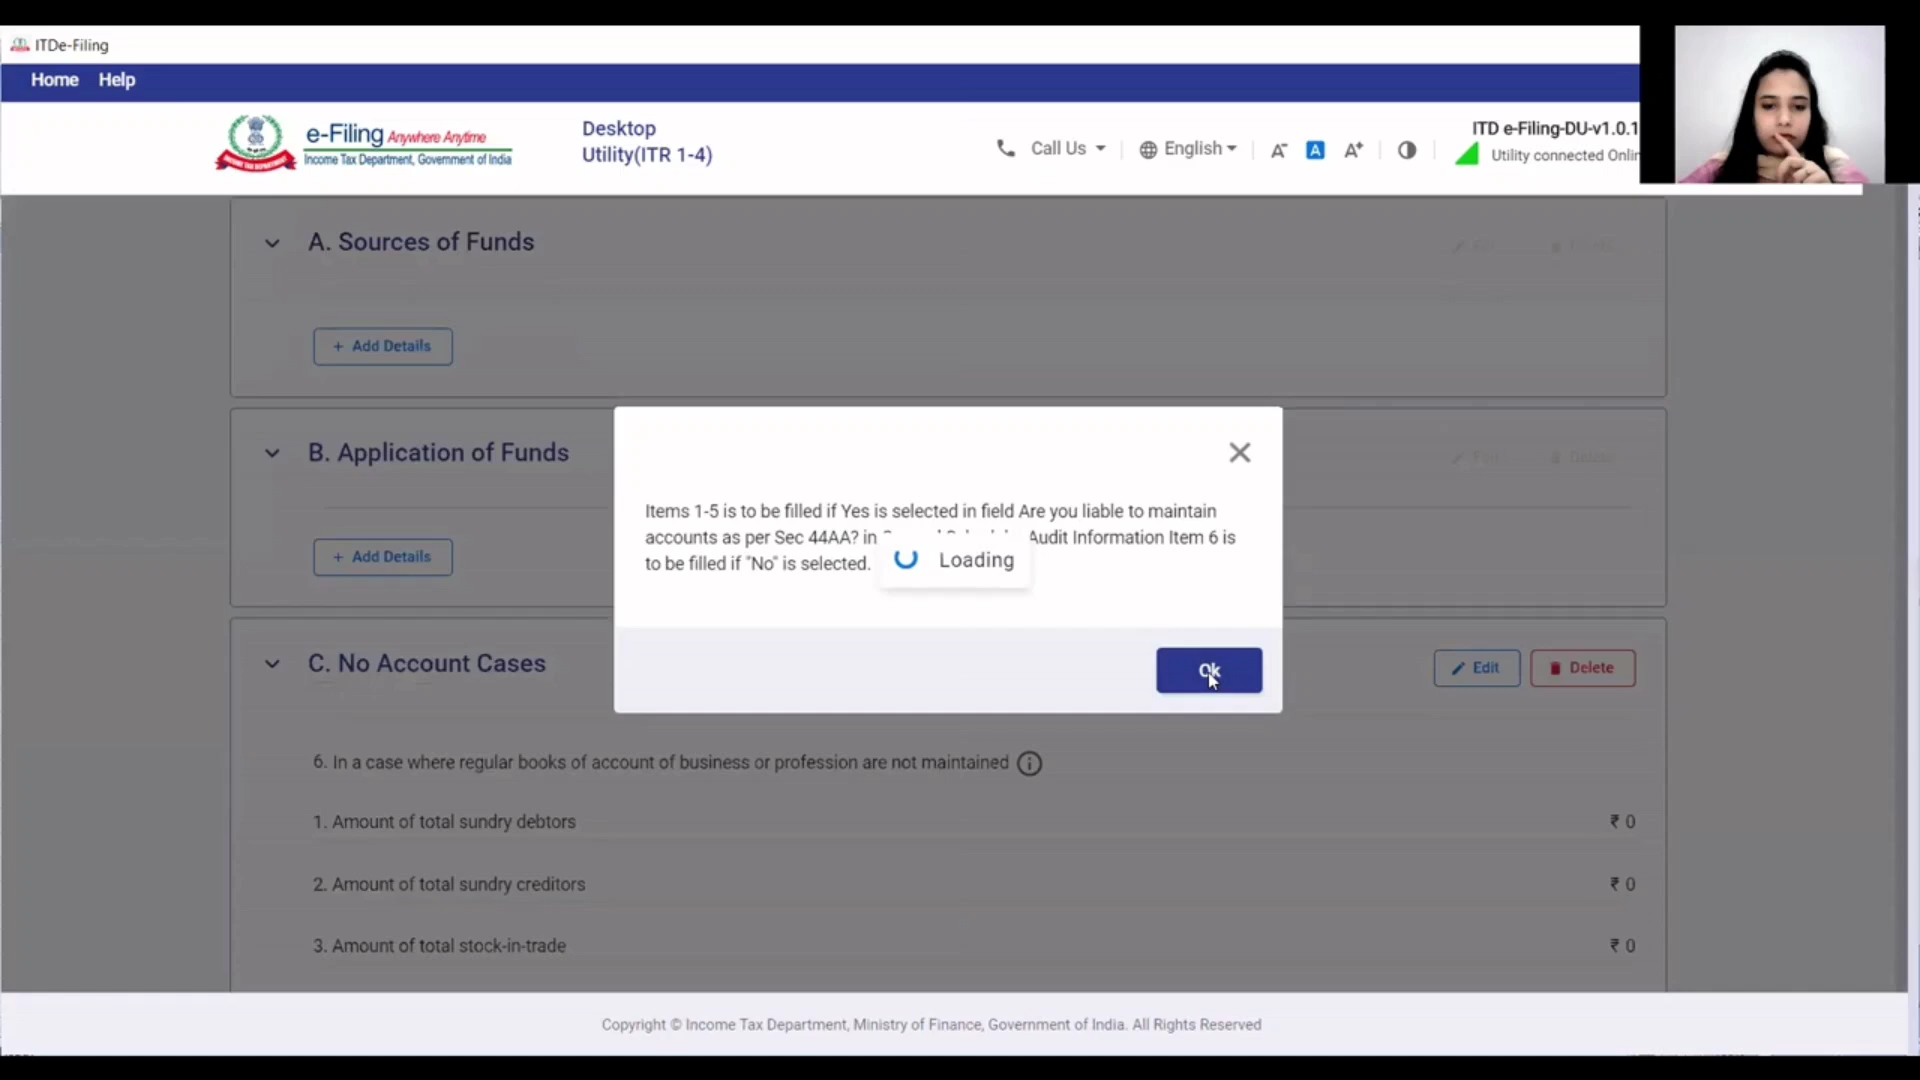 ITDe-Filing
Home Help
e-Filing Anywhere Anytime
Income Tax Department, Government of India
Desktop
Utility(ITR 1-4)
Call Us
English
A- A A+
ITD e-Filing-DU-v1.0.1
Utility connected Onlin
A. Sources of Funds
+ Add Details
B. Application of Funds
+ Add Details
Items 1-5 is to be filled if Yes is selected in field Are you liable to maintain
accounts as per Sec 44AA? in Audit Information Item 6 is
to be filled if "No" is selected.
Loading
Ok
C. No Account Cases
Edit Delete
6. In a case where regular books of account of business or profession are not maintained
1. Amount of total sundry debtors ₹ 0
2. Amount of total sundry creditors ₹ 0
3. Amount of total stock-in-trade ₹ 0
Copyright © Income Tax Department, Ministry of Finance, Government of India. All Rights Reserved